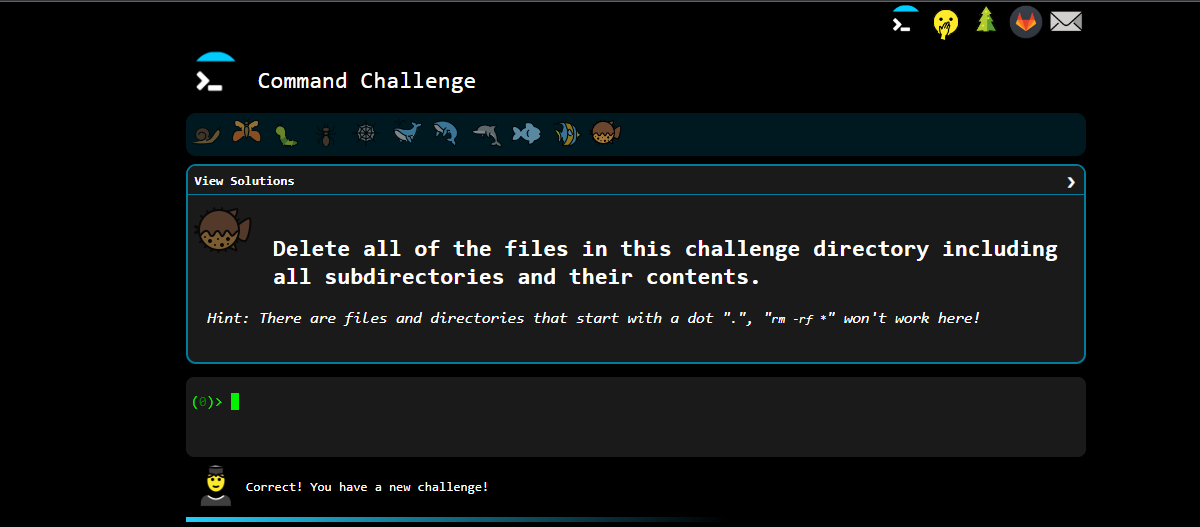 Command Challenge
View Solutions
Delete all of the files in this challenge directory including
all subdirectories and their contents.
Hint: There are files and directories that start with a dot ".", "rm -rf *" won't work here!
(0)>
Correct! You have a new challenge!